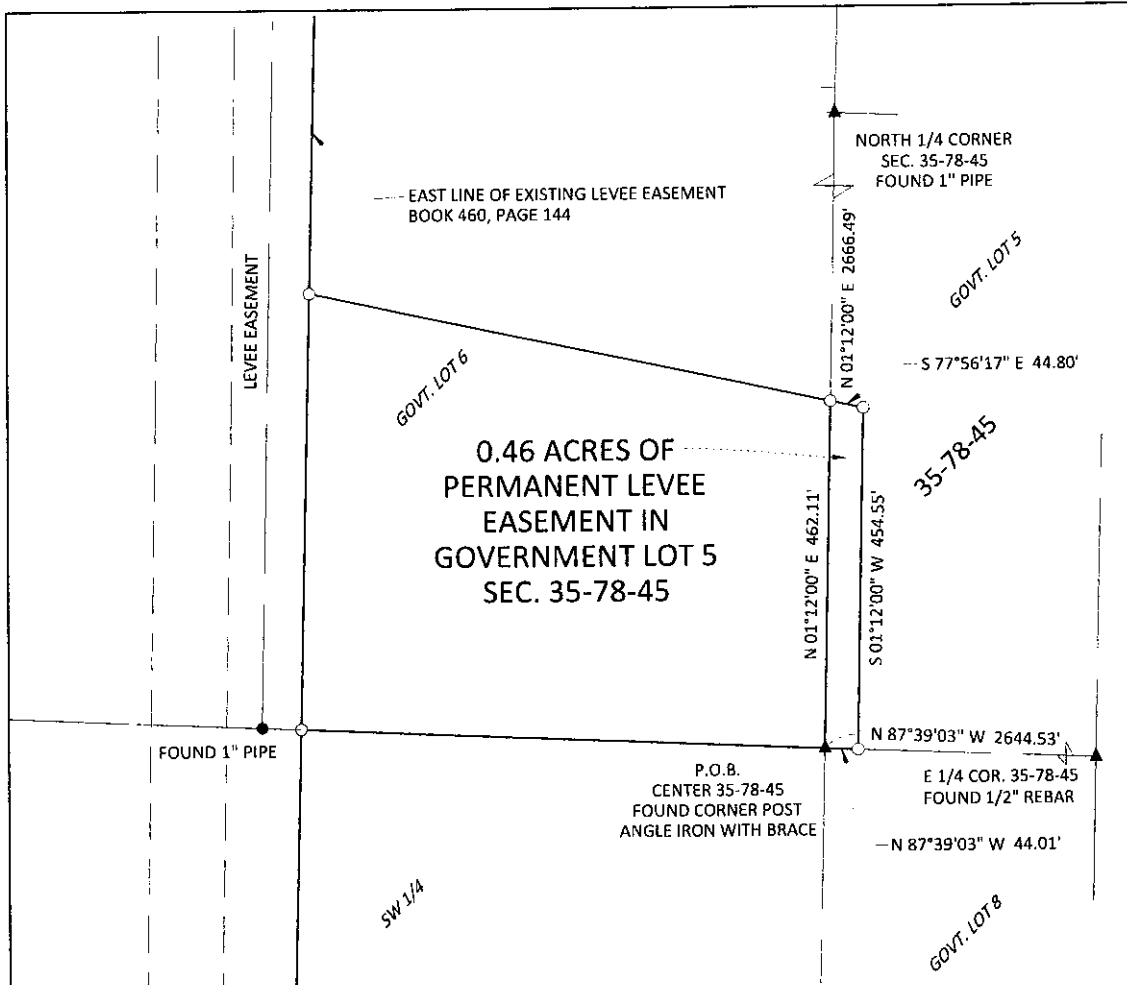 NORTH 1/4 CORNER
SEC. 35-78-45
FOUND 1" PIPE
EAST LINE OF EXISTING LEVEE EASEMENT
BOOK 460, PAGE 144
N 01°12'00" E 2666.49'
GOVT. LOT 5
LEVEE EASEMENT
GOVT. LOT 6
S 77°56'17" E 44.80'
35-78-45
0.46 ACRES OF
PERMANENT LEVEE
EASEMENT IN
GOVERNMENT LOT 5
SEC. 35-78-45
N 01°12'00" E 462.11'
S 01°12'00" W 454.55'
FOUND 1" PIPE
N 87°39'03" W 2644.53'
P.O.B.
CENTER 35-78-45
FOUND CORNER POST
ANGLE IRON WITH BRACE
E 1/4 COR. 35-78-45
FOUND 1/2" REBAR
N 87°39'03" W 44.01'
SW 1/4
GOVT. LOT 8